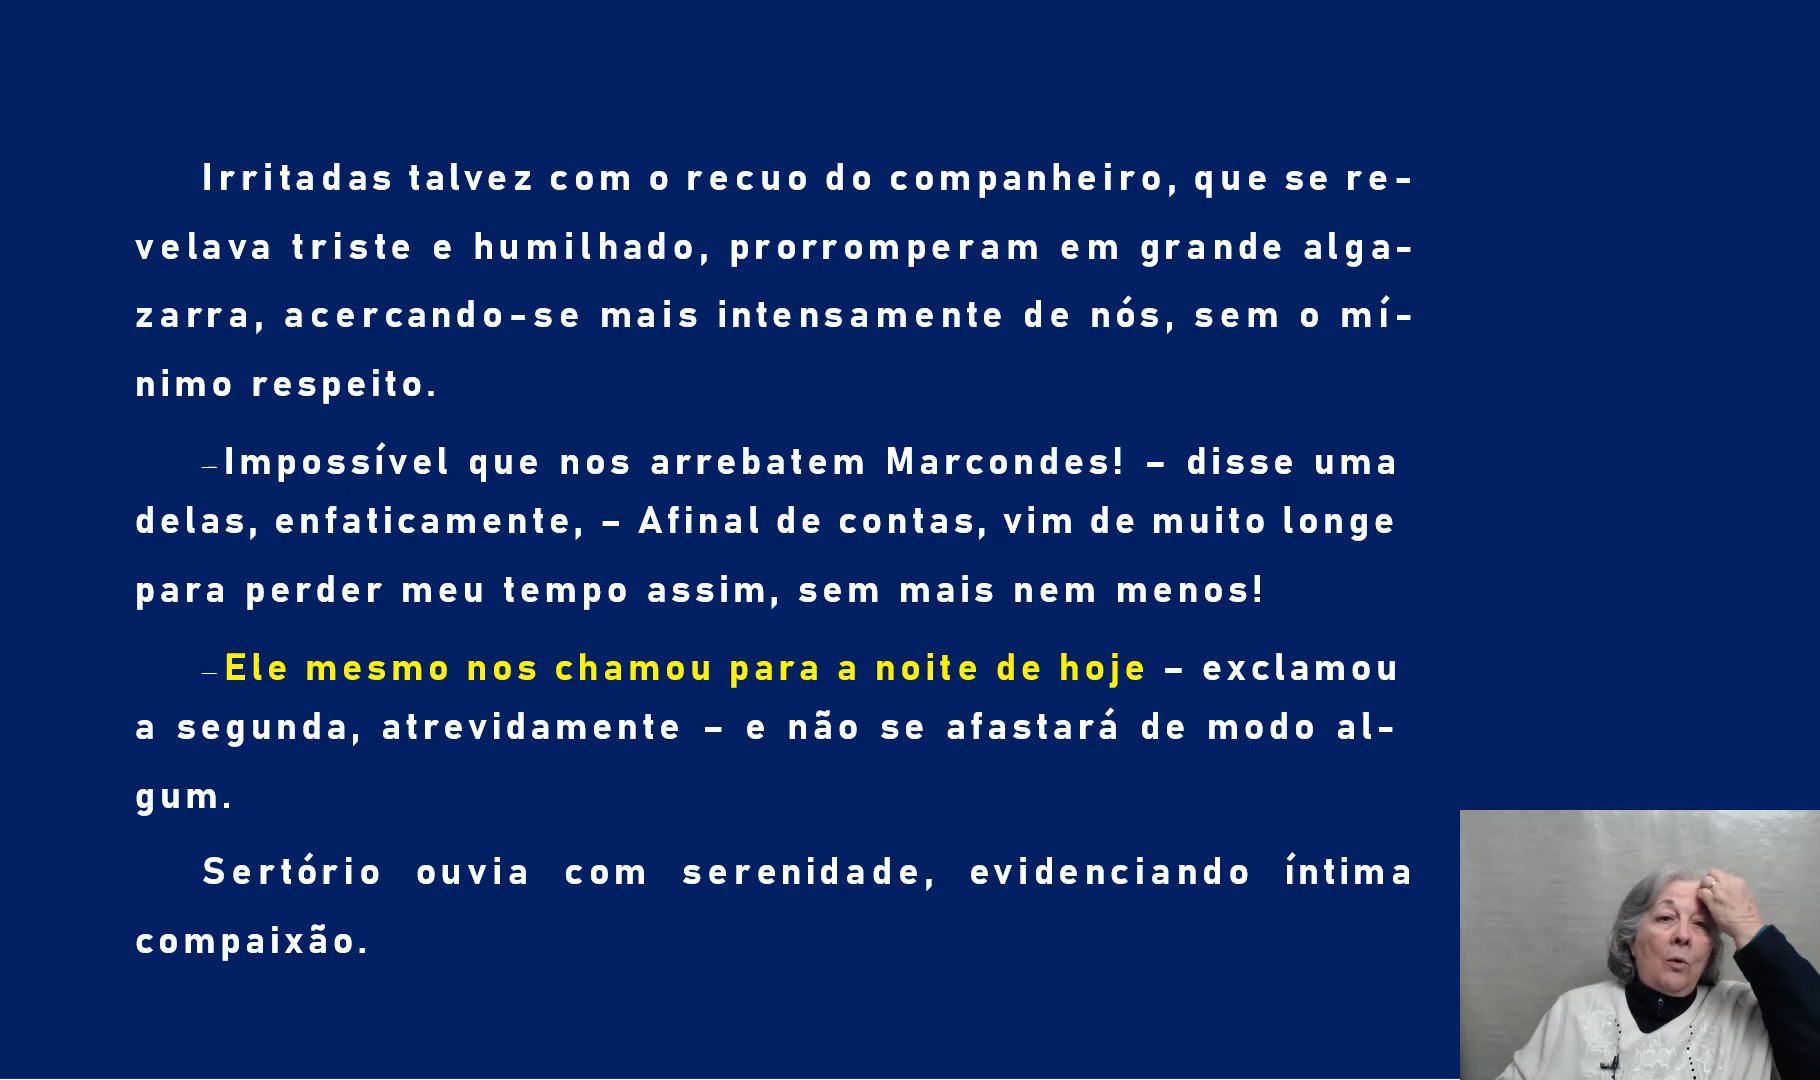 Irritadas talvez com o recuo do companheiro, que se re-
velava triste e humilhado, prorromperam em grande alga-
zarra, acercando-se mais intensamente de nós, sem o mí-
nimo respeito.
–Impossível que nos arrebatem Marcondes! – disse uma
delas, enfaticamente, – Afinal de contas, vim de muito longe
para perder meu tempo assim, sem mais nem menos!
–Ele mesmo nos chamou para a noite de hoje – exclamou
a segunda, atrevidamente – e não se afastará de modo al-
gum.
Sertório ouvia com serenidade, evidenciando íntima
compaixão.